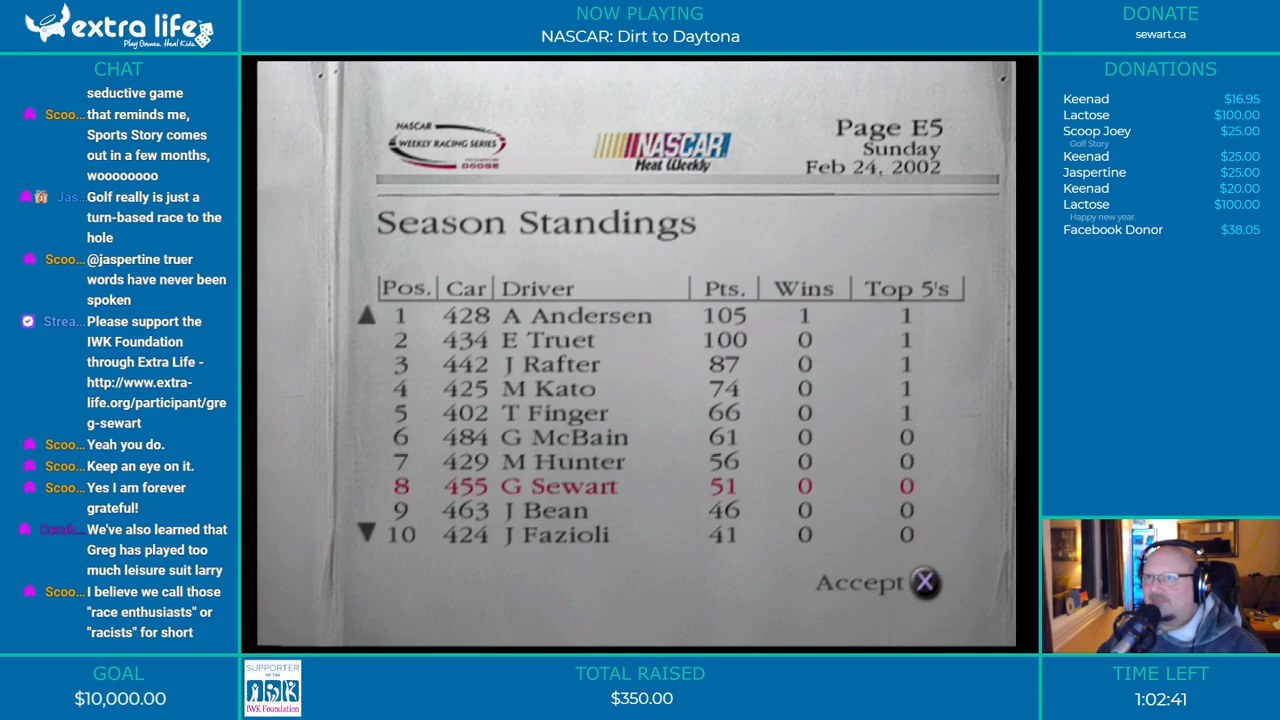 extra life
Play Games. Heal Kids.
NOW PLAYING
NASCAR: Dirt to Daytona
DONATE
sewart.ca
CHAT
seductive game
Scoo... that reminds me,
Sports Story comes
out in a few months,
woooooooo
Jas... Golf really is just a
turn-based race to the
hole
Scoo... @jaspertine truer
words have never been
spoken
Strea... Please support the
IWK Foundation
through Extra Life -
http://www.extra-
life.org/participant/gre
g-sewart
Scoo... Yeah you do.
Scoo... Keep an eye on it.
Scoo... Yes I am forever
grateful!
We've also learned that
Greg has played too
much leisure suit larry
Scoo... I believe we call those
"race enthusiasts" or
"racists" for short
NASCAR
WEEKLY RACING SERIES
DODGE
NASCAR
Heat Weekly
Page E5
Sunday
Feb 24, 2002
Season Standings
Pos. Car Driver Pts. Wins Top 5's
1 428 A Andersen 105 1 1
2 434 E Truet 100 0 1
3 442 J Rafter 87 0 1
4 425 M Kato 74 0 1
5 402 T Finger 66 0 1
6 484 G McBain 61 0 0
7 429 M Hunter 56 0 0
8 455 G Sewart 51 0 0
9 463 J Bean 46 0 0
10 424 J Fazioli 41 0 0
Accept X
DONATIONS
Keenad $16.95
Lactose $100.00
Scoop Joey $25.00
Golf Story
Keenad $25.00
Jaspertine $25.00
Keenad $20.00
Lactose $100.00
Happy new year.
Facebook Donor $38.05
GOAL
$10,000.00
SUPPORTER
OF THE
IWK
IWK Foundation
TOTAL RAISED
$350.00
TIME LEFT
1:02:41